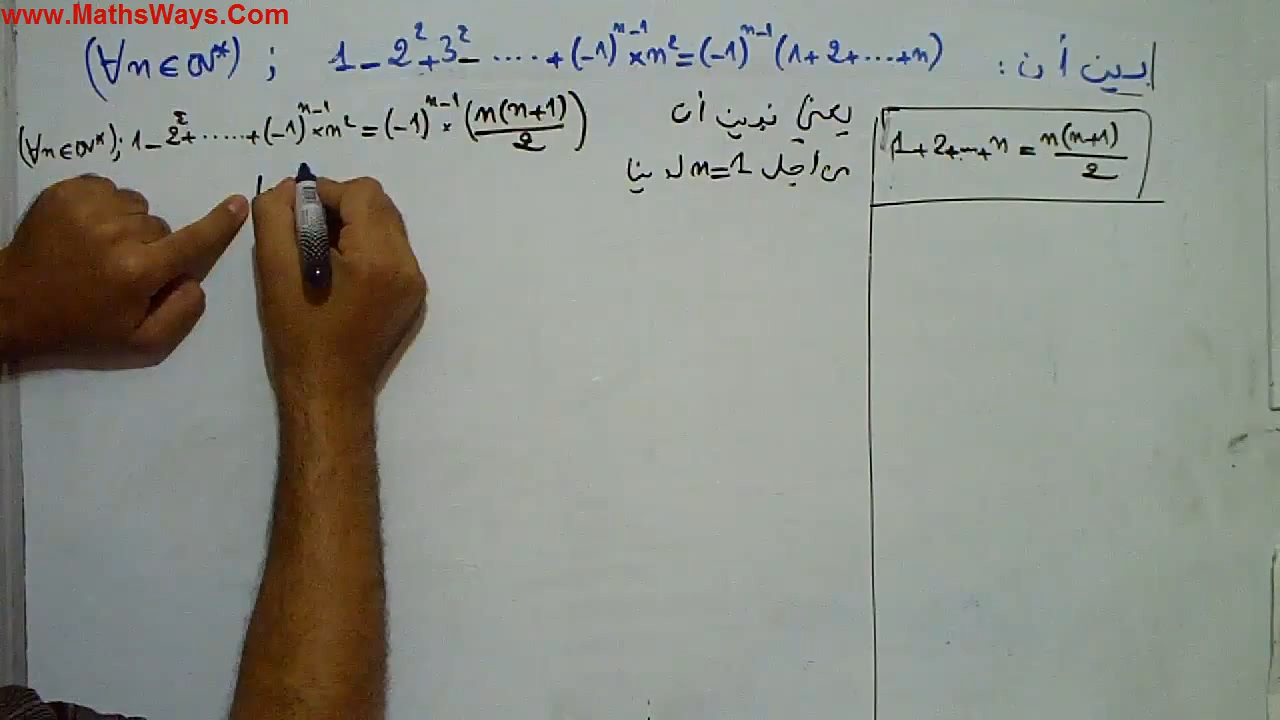 www.MathsWays.Com
بين أن : (∀n∈ℕ*) ; 1 - 2² + 3² - ..... + (-1)ⁿ⁻¹ × n² = (-1)ⁿ⁻¹ (1+2+...+n)
يعني نبين أن
(∀n∈ℕ*) ; 1 - 2² + ..... + (-1)ⁿ⁻¹ × n² = (-1)ⁿ⁻¹ × (n(n+1)/2)
من اجل n=1 لدينا
1+2+...+n = n(n+1)/2